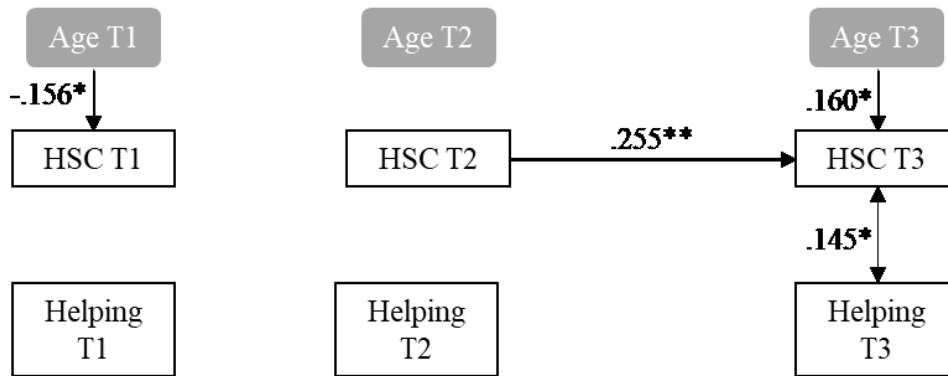 Age T1
Age T2
Age T3
-.156*
.160*
HSC T1
HSC T2
.255**
HSC T3
.145*
Helping
T1
Helping
T2
Helping
T3